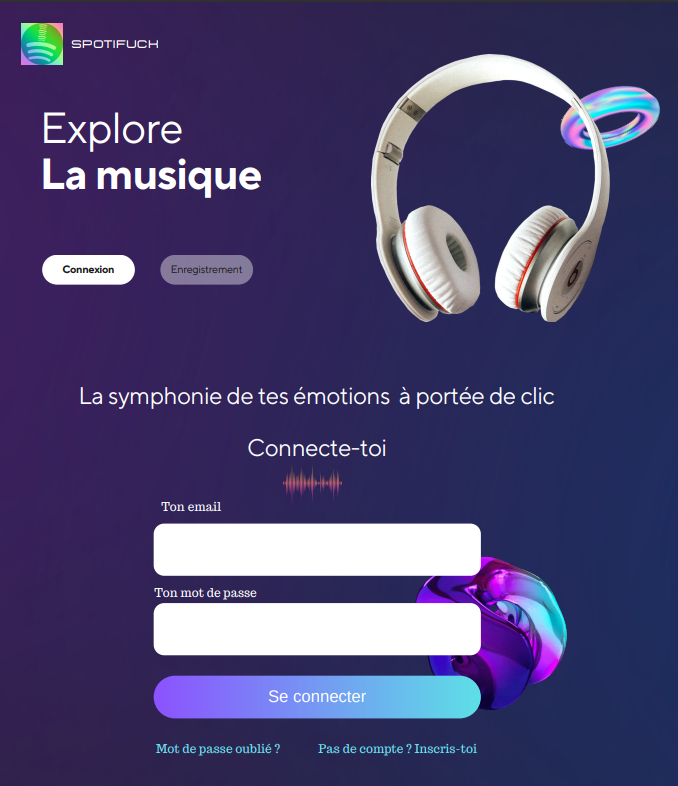 SPOTIFUCH
Explore
La musique
Connexion
Enregistrement
La symphonie de tes émotions à portée de clic
Connecte-toi
Ton email
Ton mot de passe
Se connecter
Mot de passe oublié ?
Pas de compte ? Inscris-toi